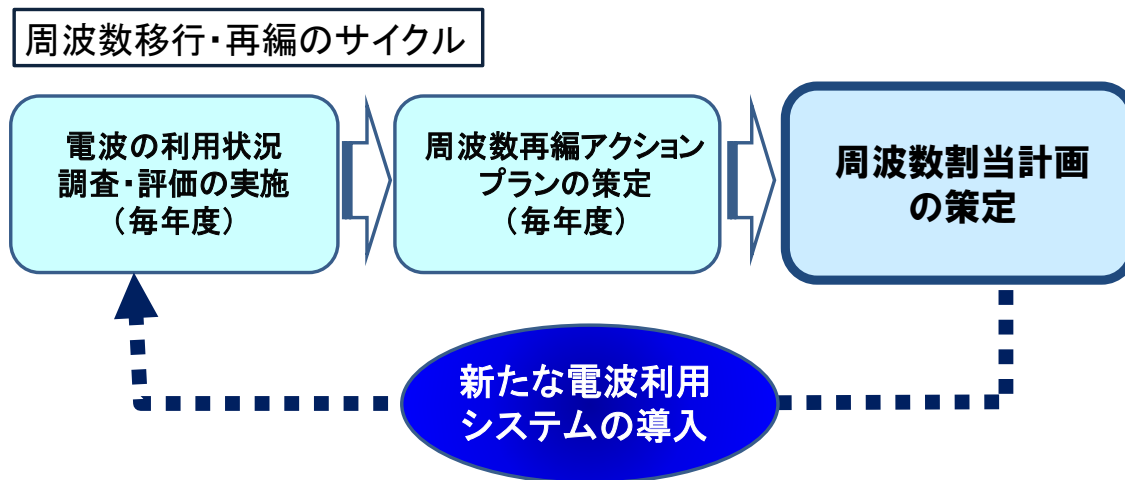 周波数移行・再編のサイクル
電波の利用状況
調査・評価の実施
（毎年度）
周波数再編アクション
プランの策定
（毎年度）
周波数割当計画
の策定
新たな電波利用
システムの導入